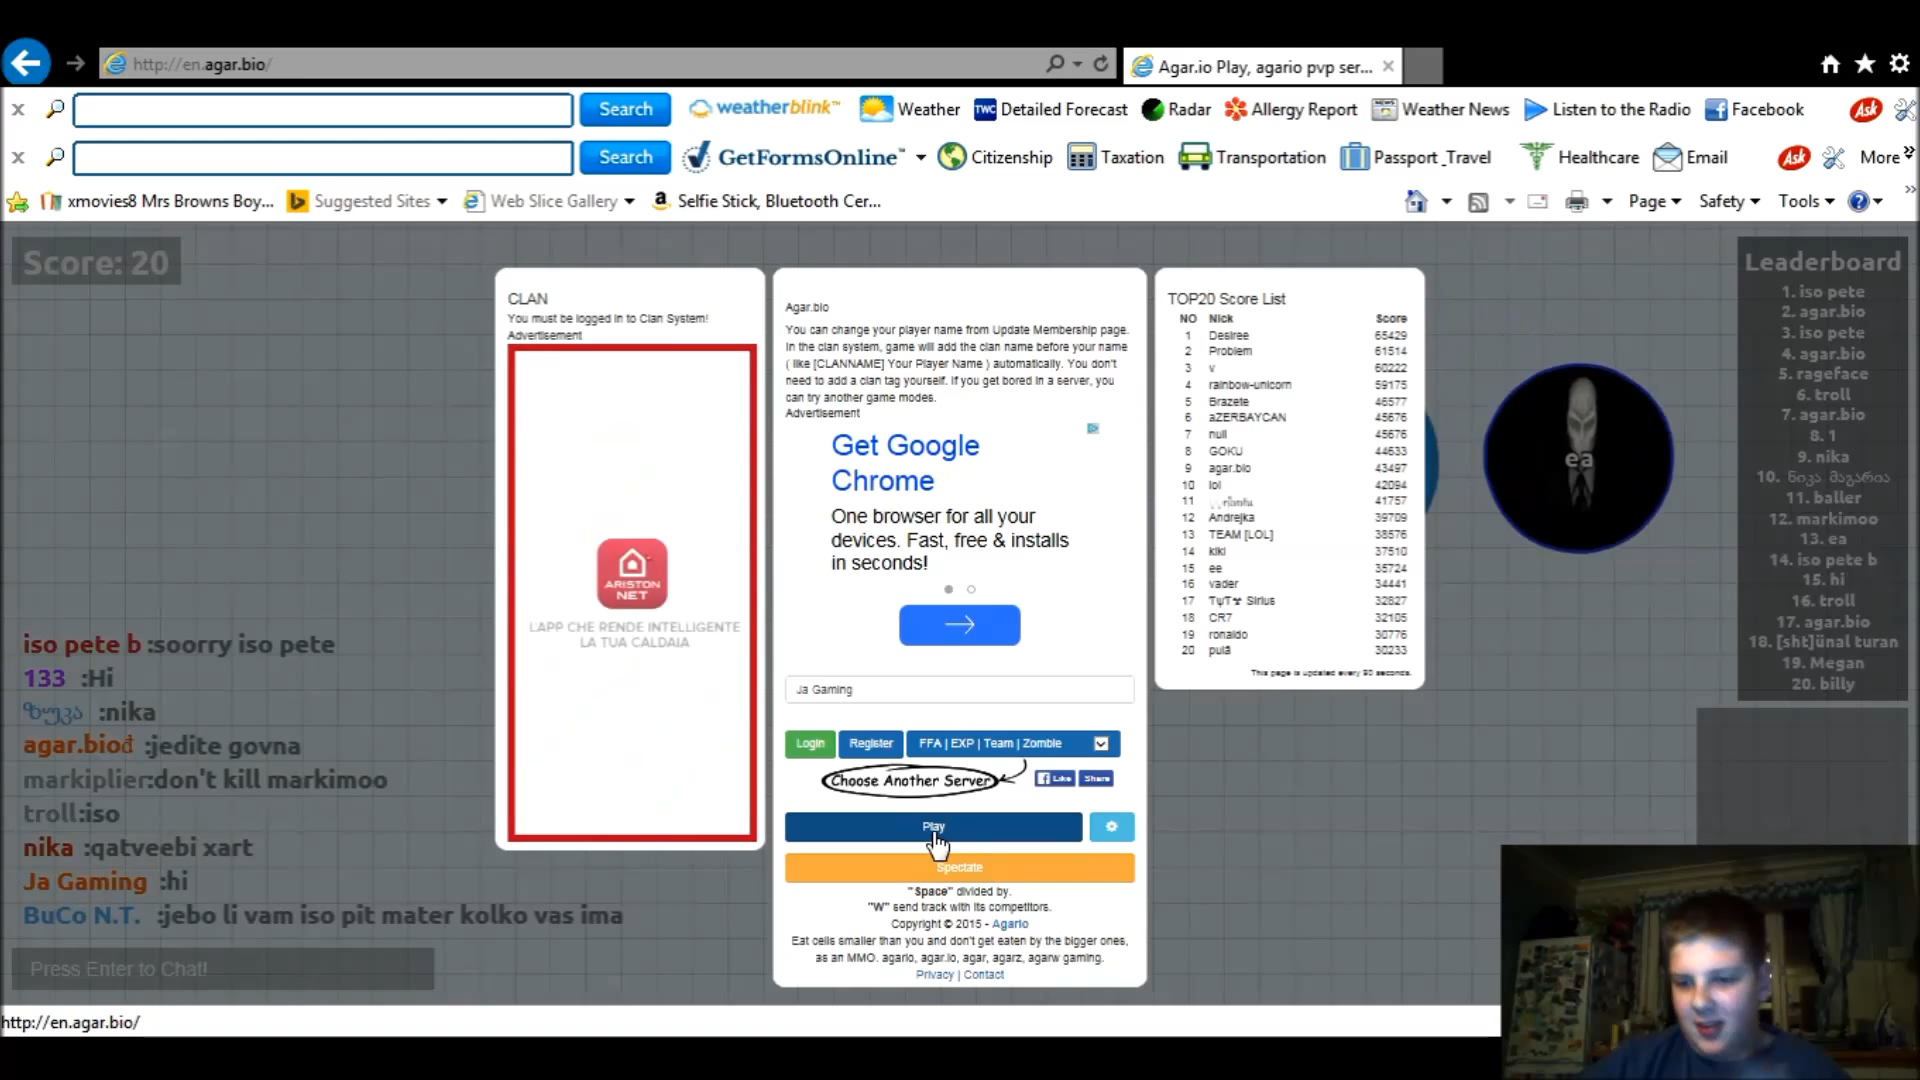 http://en.agar.bio/
Agar.io Play, agario pvp ser...
Search weatherblink™ Weather TWC Detailed Forecast Radar Allergy Report Weather News Listen to the Radio Facebook Ask
Search GetFormsOnline™ Citizenship Taxation Transportation Passport_Travel Healthcare Email Ask More
xmovies8 Mrs Browns Boy... Suggested Sites Web Slice Gallery Selfie Stick, Bluetooth Cer... Page Safety Tools
Score: 20
iso pete b :soorry iso pete
133 :Hi
ზუკა :nika
agar.biođ :jedite govna
markiplier:don't kill markimoo
troll:iso
nika :qatveebi xart
Ja Gaming :hi
BuCo N.T. :jebo li vam iso pit mater kolko vas ima
Press Enter to Chat!
http://en.agar.bio/
CLAN
You must be logged in to Clan System!
Advertisement
ARISTON
NET
L'APP CHE RENDE INTELLIGENTE
LA TUA CALDAIA
Agar.bio
You can change your player name from Update Membership page.
In the clan system, game will add the clan name before your name
( like [CLANNAME] Your Player Name ) automatically. You don't
need to add a clan tag yourself. If you get bored in a server, you
can try another game modes.
Advertisement
Get Google
Chrome
One browser for all your
devices. Fast, free & installs
in seconds!
Ja Gaming
Login Register FFA | EXP | Team | Zombie
Choose Another Server Like Share
Play
Spectate
"Space" divided by.
"W" send track with its competitors.
Copyright © 2015 - Agario
Eat cells smaller than you and don't get eaten by the bigger ones,
as an MMO. agario, agar.io, agar, agarz, agarw gaming.
Privacy | Contact
TOP20 Score List
NO Nick Score
1 Desiree 65429
2 Problem 61514
3 v 60222
4 rainbow-unicorn 59175
5 Brazete 46577
6 aZERBAYCAN 45676
7 null 45676
8 GOKU 44633
9 agar.bio 43497
10 lol 42094
11 41757
12 Andrejka 39709
13 TEAM [LOL] 38576
14 kiki 37510
15 ee 35724
16 vader 34441
17 TψT☣ Sirius 32827
18 CR7 32105
19 ronaldo 30776
20 pulă 30233
This page is updated every 90 seconds.
ea
Leaderboard
1. iso pete
2. agar.bio
3. iso pete
4. agar.bio
5. rageface
6. troll
7. agar.bio
8. 1
9. nika
10. ნიკა მაგარია
11. baller
12. markimoo
13. ea
14. iso pete b
15. hi
16. troll
17. agar.bio
18. [sht]ünal turan
19. Megan
20. billy